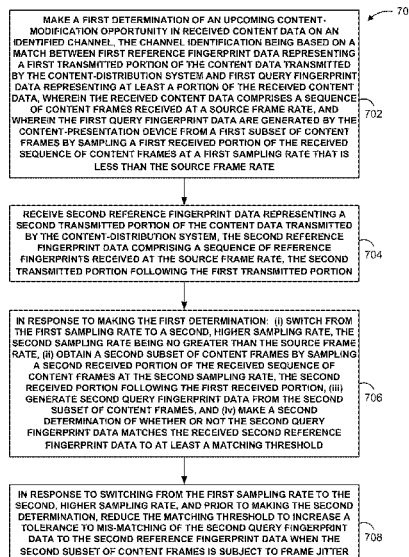 70
MAKE A FIRST DETERMINATION OF AN UPCOMING CONTENT-
MODIFICATION OPPORTUNITY IN RECEIVED CONTENT DATA ON AN
IDENTIFIED CHANNEL, THE CHANNEL IDENTIFICATION BEING BASED ON A
MATCH BETWEEN FIRST REFERENCE FINGERPRINT DATA REPRESENTING
A FIRST TRANSMITTED PORTION OF THE CONTENT DATA TRANSMITTED
BY THE CONTENT-DISTRIBUTION SYSTEM AND FIRST QUERY FINGERPRINT
DATA REPRESENTING AT LEAST A PORTION OF THE RECEIVED CONTENT
DATA, WHEREIN THE RECEIVED CONTENT DATA COMPRISES A SEQUENCE
OF CONTENT FRAMES RECEIVED AT A SOURCE FRAME RATE, AND
WHEREIN THE FIRST QUERY FINGERPRINT DATA ARE GENERATED BY THE
CONTENT-PRESENTATION DEVICE FROM A FIRST SUBSET OF CONTENT
FRAMES BY SAMPLING A FIRST RECEIVED PORTION OF THE RECEIVED
SEQUENCE OF CONTENT FRAMES AT A FIRST SAMPLING RATE THAT IS
LESS THAN THE SOURCE FRAME RATE
702
RECEIVE SECOND REFERENCE FINGERPRINT DATA REPRESENTING A
SECOND TRANSMITTED PORTION OF THE CONTENT DATA TRANSMITTED
BY THE CONTENT-DISTRIBUTION SYSTEM, THE SECOND REFERENCE
FINGERPRINT DATA COMPRISING A SEQUENCE OF REFERENCE
FINGERPRINTS RECEIVED AT THE SOURCE FRAME RATE, THE SECOND
TRANSMITTED PORTION FOLLOWING THE FIRST TRANSMITTED PORTION
704
IN RESPONSE TO MAKING THE FIRST DETERMINATION: (i) SWITCH FROM
THE FIRST SAMPLING RATE TO A SECOND, HIGHER SAMPLING RATE, THE
SECOND SAMPLING RATE BEING NO GREATER THAN THE SOURCE FRAME
RATE, (ii) OBTAIN A SECOND SUBSET OF CONTENT FRAMES BY SAMPLING
A SECOND RECEIVED PORTION OF THE RECEIVED SEQUENCE OF
CONTENT FRAMES AT THE SECOND SAMPLING RATE, THE SECOND
RECEIVED PORTION FOLLOWING THE FIRST RECEIVED PORTION, (iii)
GENERATE SECOND QUERY FINGERPRINT DATA FROM THE SECOND
SUBSET OF CONTENT FRAMES, AND (iv) MAKE A SECOND
DETERMINATION OF WHETHER OR NOT THE SECOND QUERY
FINGERPRINT DATA MATCHES THE RECEIVED SECOND REFERENCE
FINGERPRINT DATA TO AT LEAST A MATCHING THRESHOLD
706
IN RESPONSE TO SWITCHING FROM THE FIRST SAMPLING RATE TO THE
SECOND, HIGHER SAMPLING RATE, AND PRIOR TO MAKING THE SECOND
DETERMINATION, REDUCE THE MATCHING THRESHOLD TO INCREASE A
TOLERANCE TO MIS-MATCHING OF THE SECOND QUERY FINGERPRINT
DATA TO THE SECOND REFERENCE FINGERPRINT DATA WHEN THE
SECOND SUBSET OF CONTENT FRAMES IS SUBJECT TO FRAME JITTER
708